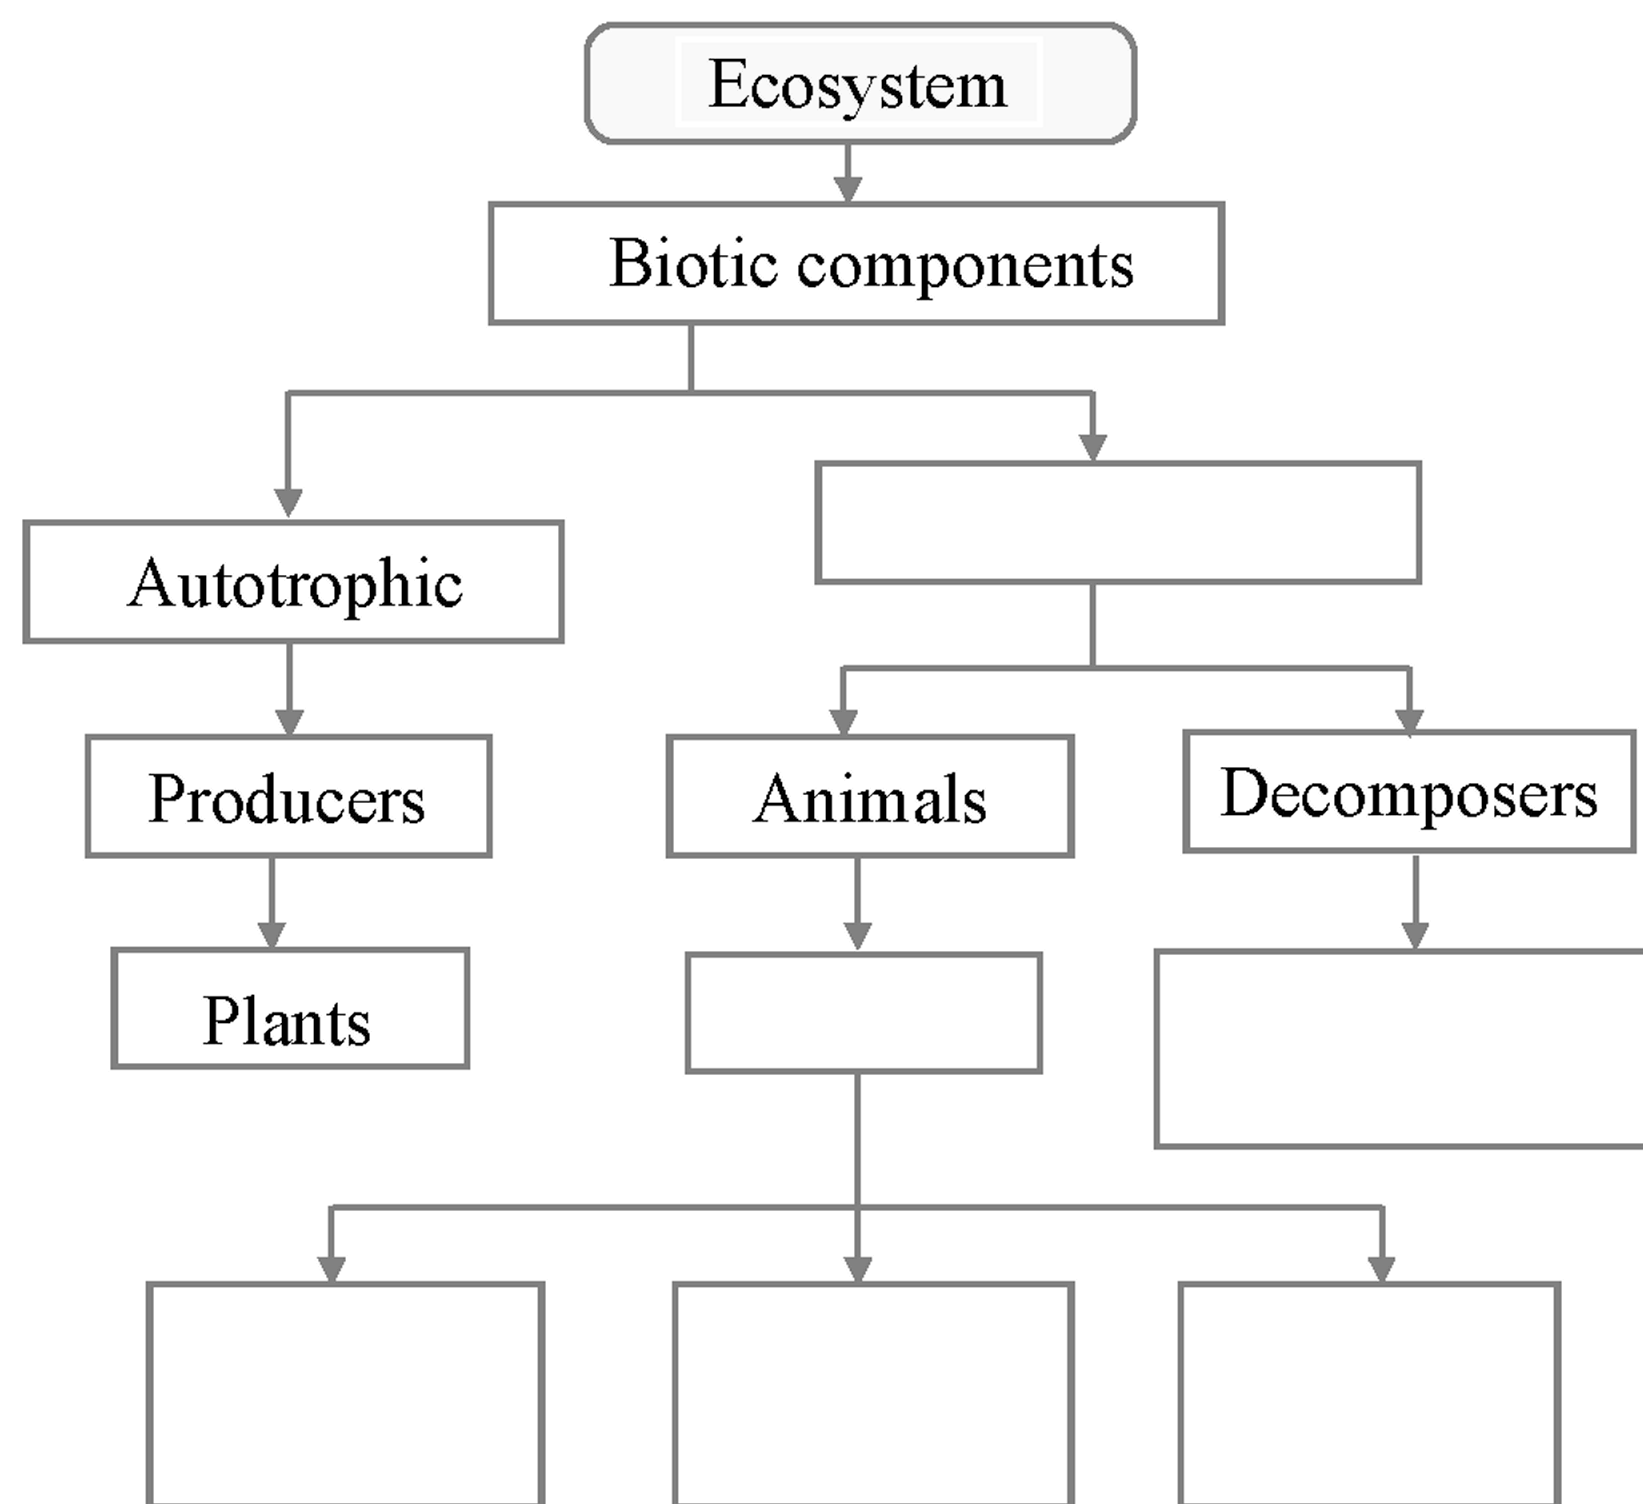 Ecosystem
Biotic components
Autotrophic
Producers
Animals
Decomposers
Plants